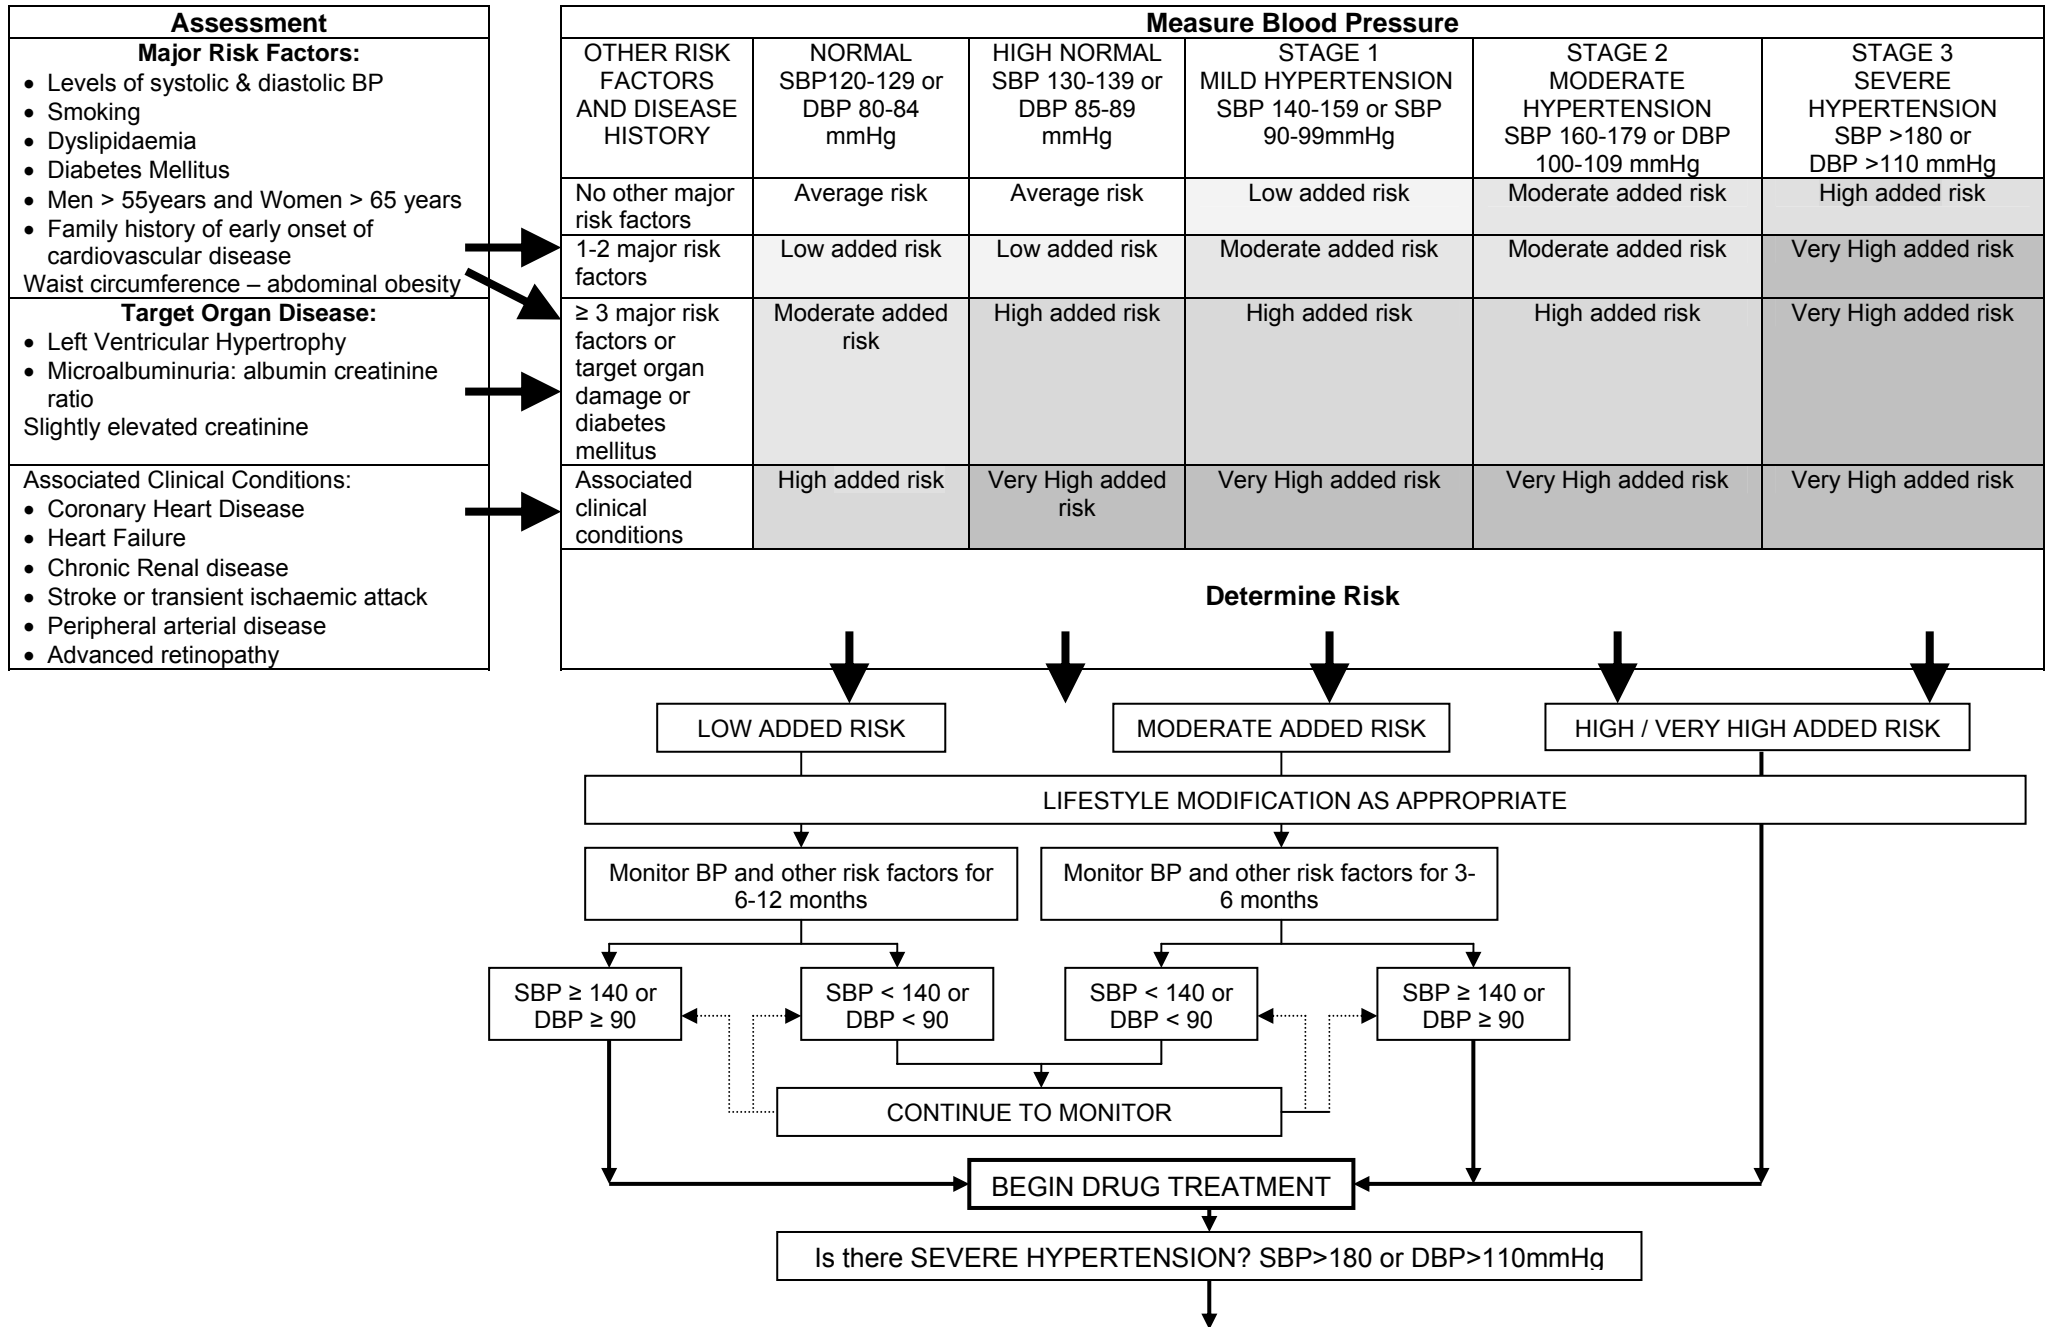 Assessment
Major Risk Factors:
• Levels of systolic & diastolic BP
• Smoking
• Dyslipidaemia
• Diabetes Mellitus
• Men > 55years and Women > 65 years
• Family history of early onset of
cardiovascular disease
Waist circumference – abdominal obesity
Target Organ Disease:
• Left Ventricular Hypertrophy
• Microalbuminuria: albumin creatinine
ratio
Slightly elevated creatinine
Associated Clinical Conditions:
• Coronary Heart Disease
• Heart Failure
• Chronic Renal disease
• Stroke or transient ischaemic attack
• Peripheral arterial disease
• Advanced retinopathy
Measure Blood Pressure
OTHER RISK
FACTORS
AND DISEASE
HISTORY
NORMAL
SBP120-129 or
DBP 80-84
mmHg
HIGH NORMAL
SBP 130-139 or
DBP 85-89
mmHg
STAGE 1
MILD HYPERTENSION
SBP 140-159 or SBP
90-99mmHg
STAGE 2
MODERATE
HYPERTENSION
SBP 160-179 or DBP
100-109 mmHg
STAGE 3
SEVERE
HYPERTENSION
SBP >180 or
DBP >110 mmHg
No other major
risk factors
Average risk
Average risk
Low added risk
Moderate added risk
High added risk
1-2 major risk
factors
Low added risk
Low added risk
Moderate added risk
Moderate added risk
Very High added risk
≥ 3 major risk
factors or
target organ
damage or
diabetes
mellitus
Moderate added
risk
High added risk
High added risk
High added risk
Very High added risk
Associated
clinical
conditions
High added risk
Very High added
risk
Very High added risk
Very High added risk
Very High added risk
Determine Risk
LOW ADDED RISK
MODERATE ADDED RISK
HIGH / VERY HIGH ADDED RISK
LIFESTYLE MODIFICATION AS APPROPRIATE
Monitor BP and other risk factors for
6-12 months
Monitor BP and other risk factors for 3-
6 months
SBP ≥ 140 or
DBP ≥ 90
SBP < 140 or
DBP < 90
SBP < 140 or
DBP < 90
SBP ≥ 140 or
DBP ≥ 90
CONTINUE TO MONITOR
BEGIN DRUG TREATMENT
Is there SEVERE HYPERTENSION? SBP>180 or DBP>110mmHg